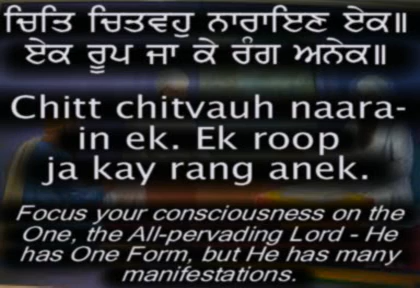 ਚਿਤਿ ਚਿਤਵਹੁ ਨਾਰਾਇਣ ਏਕ॥
ਏਕ ਰੂਪ ਜਾ ਕੇ ਰੰਗ ਅਨੇਕ॥
Chitt chitvauh naara-
in ek. Ek roop
ja kay rang anek.
Focus your consciousness on the
One, the All-pervading Lord - He
has One Form, but He has many
manifestations.